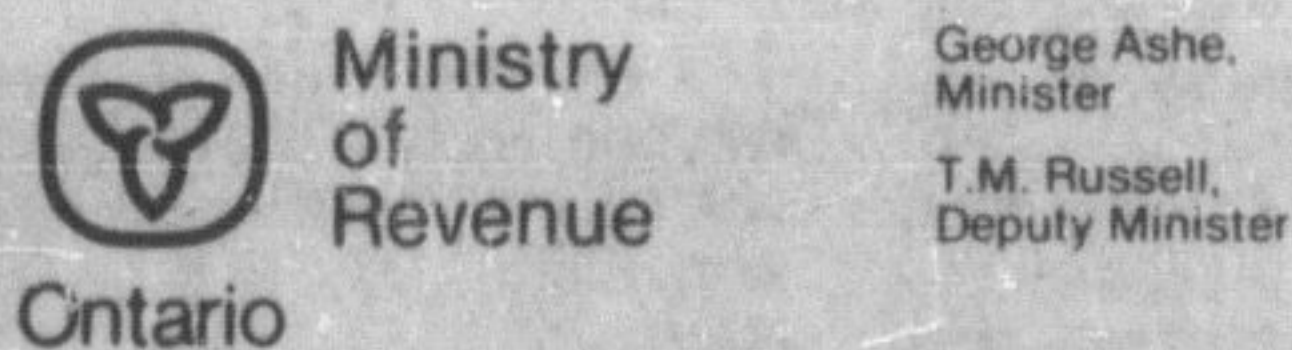 Ministry
of
Revenue
Ontario
George Ashe,
Minister
T.M. Russell,
Deputy Minister